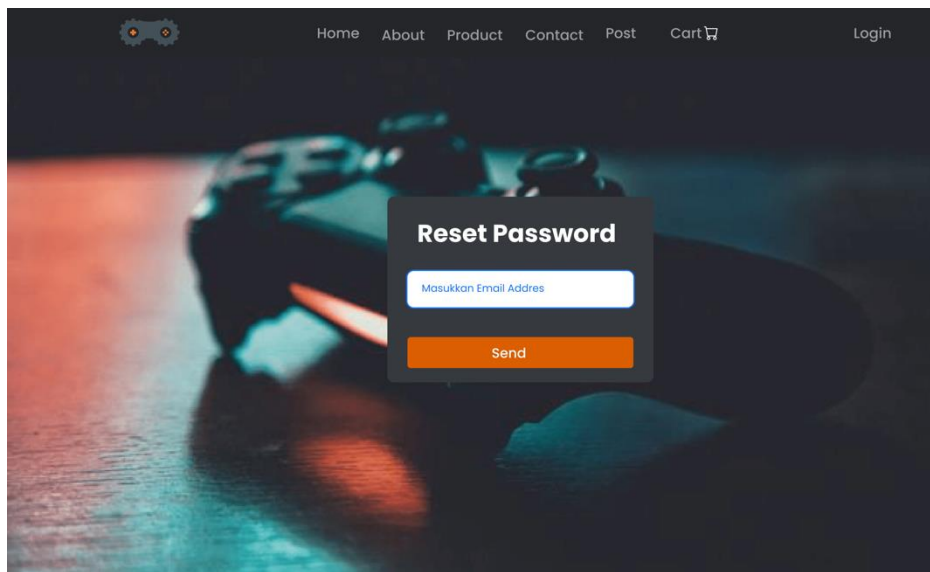 Home About Product Contact Post Cart Login
Reset Password
Masukkan Email Addres
Send